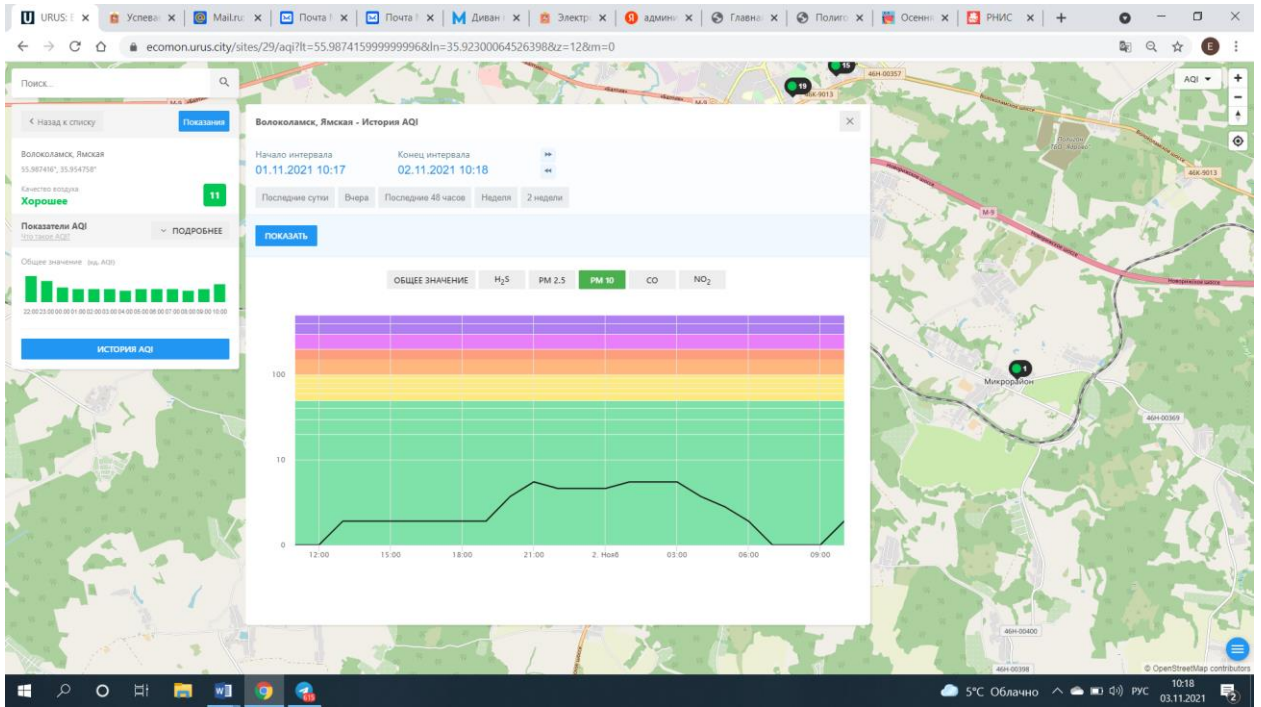 URUS: E
Успева
Mail.ru:
Почта
Почта
Диван
Электр
админ
Главна
Полиго
Осенн
РНИС
ecomon.urus.city/sites/29/aqi?lt=55.987415999999996&ln=35.92300064526398&z=12&m=0
E
Поиск...
М-9
М-9
15
19
46К-9013
46Н-00357
AQI
Назад к списку
Показания
Волоколамск, Ямская - История AQI
Волоколамск, Ямская
55.987416°, 35.954758°
Качество воздуха
Хорошее
11
Начало интервала
Конец интервала
01.11.2021 10:17
02.11.2021 10:18
Последние сутки
Вчера
Последние 48 часов
Неделя
2 недели
46К-9013
М-9
Показатели AQI
Что такое AQI?
ПОДРОБНЕЕ
ПОКАЗАТЬ
Общее значение (ед. AQI)
22:00 23:00 00:00 01:00 02:00 03:00 04:00 05:00 06:00 07:00 08:00 09:00 10:00
ИСТОРИЯ AQI
ОБЩЕЕ ЗНАЧЕНИЕ
H₂S
PM 2.5
PM 10
CO
NO₂
100
10
0
12:00
15:00
18:00
21:00
2. Нояб
03:00
06:00
09:00
1
Микрорайон
46Н-00369
46Н-00400
46Н-00398
© OpenStreetMap contributors
615
5°C Облачно
РУС
10:18
03.11.2021
2